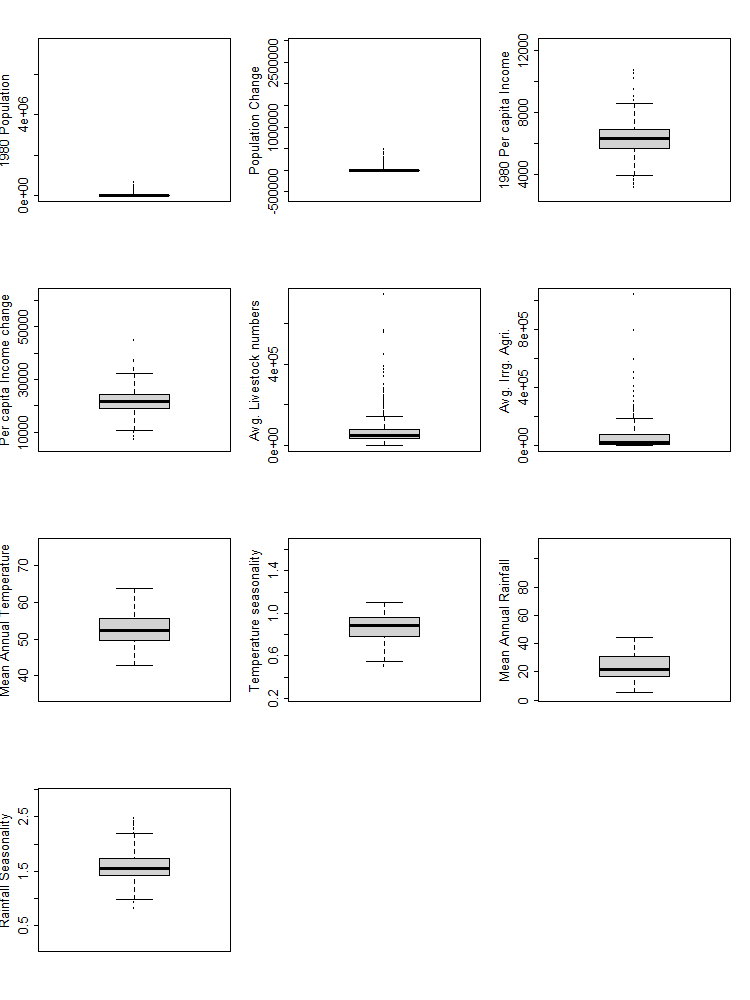 1980 Population
0e+00
4e+06
Population Change
-500000
1000000
2500000
1980 Per capita Income
4000
8000
12000
Per capita Income change
10000
30000
50000
Avg. Livestock numbers
0e+00
4e+05
Avg. Irrg. Agri.
0e+00
4e+05
8e+05
Mean Annual Temperature
40
50
60
70
Temperature seasonality
0.2
0.6
1.0
1.4
Mean Annual Rainfall
0
20
40
60
80
Rainfall Seasonality
0.5
1.5
2.5